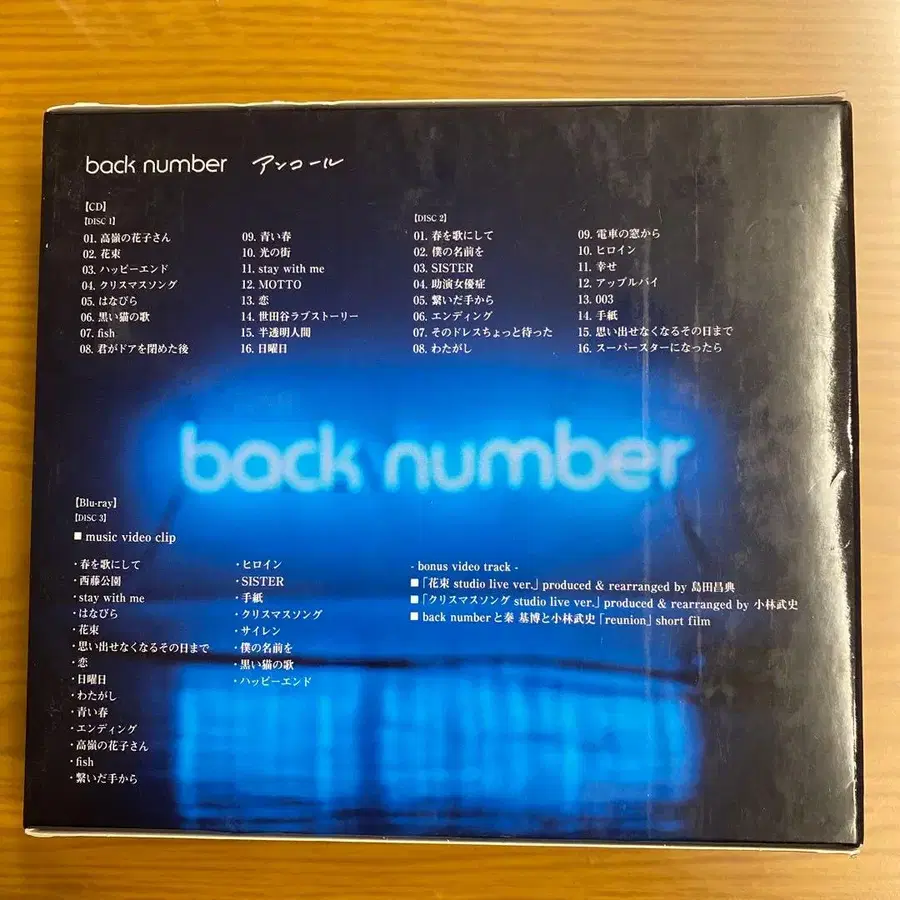 back number アンコール
【CD】
【DISC 1】
01. 高嶺の花子さん
02. 花束
03. ハッピーエンド
04. クリスマスソング
05. はなびら
06. 黒い猫の歌
07. fish
08. 君がドアを閉めた後
09. 青い春
10. 光の街
11. stay with me
12. MOTTO
13. 恋
14. 世田谷ラブストーリー
15. 半透明人間
16. 日曜日
【DISC 2】
01. 春を歌にして
02. 僕の名前を
03. SISTER
04. 助演女優症
05. 繋いだ手から
06. エンディング
07. そのドレスちょっと待った
08. わたがし
09. 電車の窓から
10. ヒロイン
11. 幸せ
12. アップルパイ
13. 003
14. 手紙
15. 思い出せなくなるその日まで
16. スーパースターになったら
back number
【Blu-ray】
【DISC 3】
■ music video clip
・春を歌にして
・西藤公園
・stay with me
・はなびら
・花束
・思い出せなくなるその日まで
・恋
・日曜日
・わたがし
・青い春
・エンディング
・高嶺の花子さん
・fish
・繋いだ手から
・ヒロイン
・SISTER
・手紙
・クリスマスソング
・サイレン
・僕の名前を
・黒い猫の歌
・ハッピーエンド
- bonus video track -
■「花束 studio live ver.」produced & rearranged by 島田昌典
■「クリスマスソング studio live ver.」produced & rearranged by 小林武史
■ back numberと秦 基博と小林武史「reunion」short film